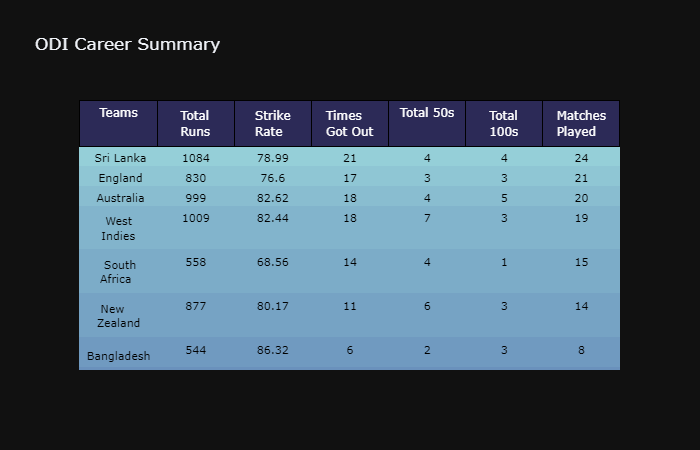 ODI Career Summary
Teams Total Runs Strike Rate Times Got Out Total 50s Total 100s Matches Played
Sri Lanka 1084 78.99 21 4 4 24
England 830 76.6 17 3 3 21
Australia 999 82.62 18 4 5 20
West Indies 1009 82.44 18 7 3 19
South Africa 558 68.56 14 4 1 15
New Zealand 877 80.17 11 6 3 14
Bangladesh 544 86.32 6 2 3 8